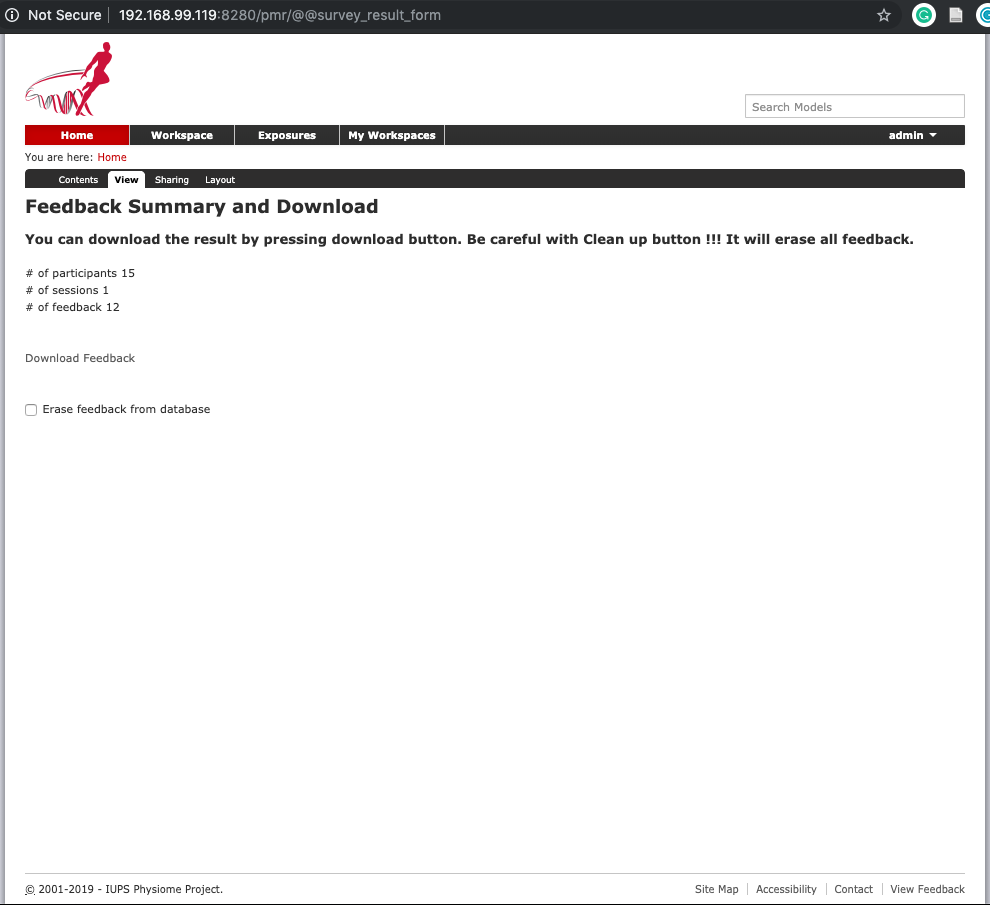 Not Secure 192.168.99.119:8280/pmr/@@survey_result_form
Search Models
Home Workspace Exposures My Workspaces admin
You are here: Home
Contents View Sharing Layout
Feedback Summary and Download
You can download the result by pressing download button. Be careful with Clean up button !!! It will erase all feedback.
# of participants 15
# of sessions 1
# of feedback 12
Download Feedback
Erase feedback from database
© 2001-2019 - IUPS Physiome Project. Site Map Accessibility Contact View Feedback